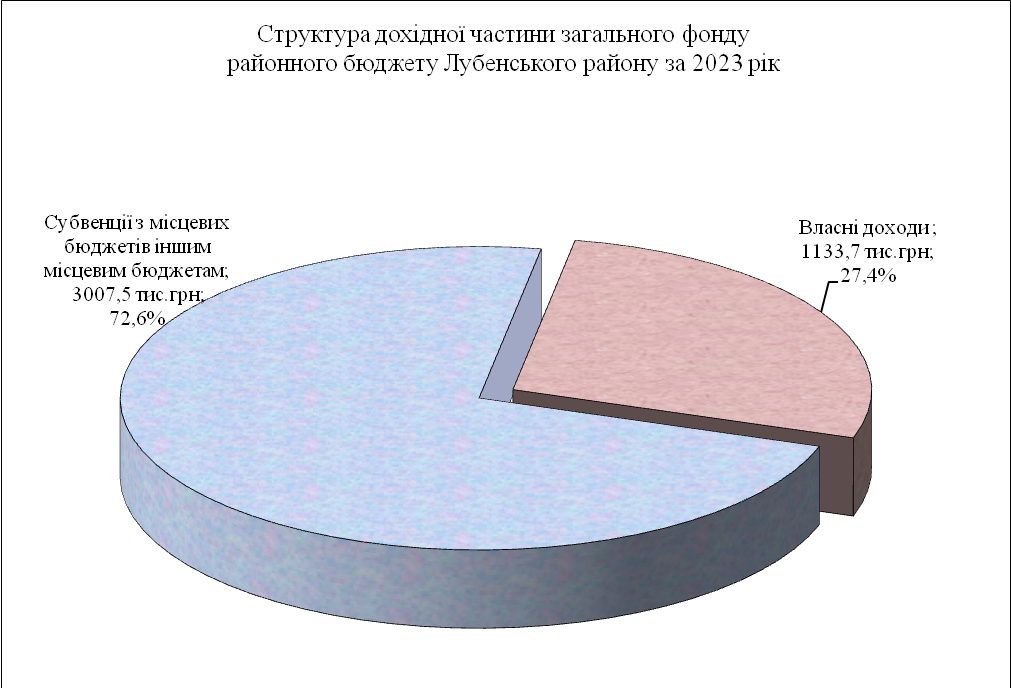 Структура дохідної частини загального фонду
районного бюджету Лубенського району за 2023 рік
Субвенції з місцевих
бюджетів іншим
місцевим бюджетам;
3007,5 тис.грн;
72,6%
Власні доходи;
1133,7 тис.грн;
27,4%